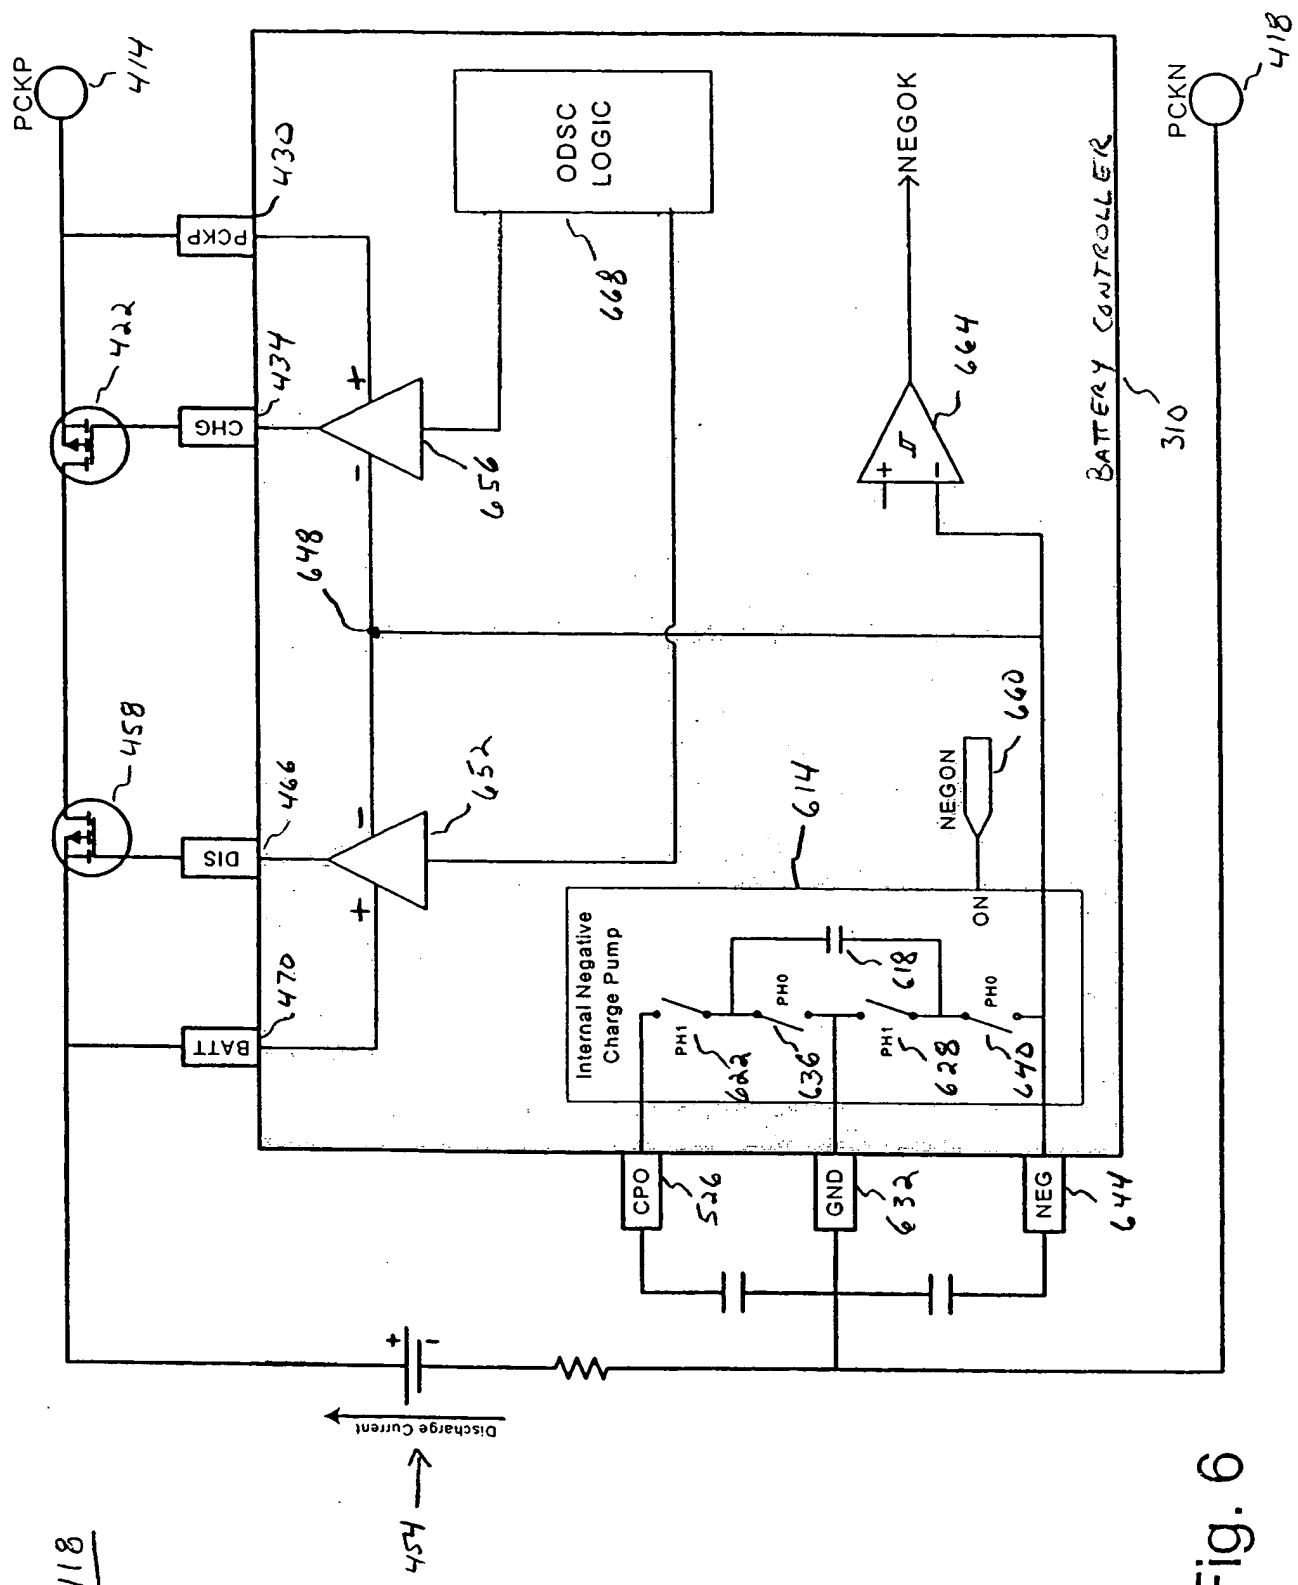 PCKP
414
422
458
PCKP
430
CHG
434
DIS
466
BATT
470
+
-
-
+
648
656
652
ODSC
LOGIC
668
NEGOK
664
+
-
BATTERY CONTROLLER
310
PCKN
418
NEGON
660
614
Internal Negative
Charge Pump
ON
618
PH1
622
PH0
636
PH1
628
PH0
640
CPO
526
GND
632
NEG
644
+
-
Discharge Current
454
118
Fig. 6